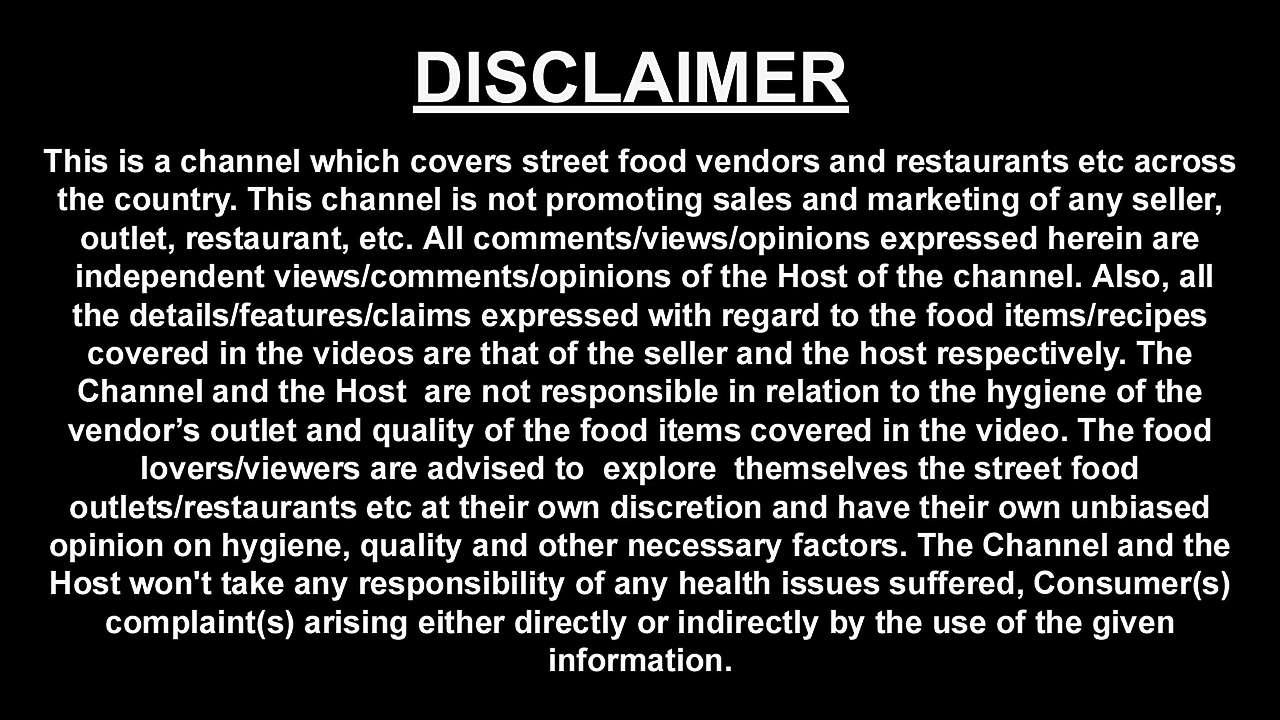 DISCLAIMER
This is a channel which covers street food vendors and restaurants etc across
the country. This channel is not promoting sales and marketing of any seller,
outlet, restaurant, etc. All comments/views/opinions expressed herein are
independent views/comments/opinions of the Host of the channel. Also, all
the details/features/claims expressed with regard to the food items/recipes
covered in the videos are that of the seller and the host respectively. The
Channel and the Host  are not responsible in relation to the hygiene of the
vendor’s outlet and quality of the food items covered in the video. The food
lovers/viewers are advised to  explore  themselves the street food
outlets/restaurants etc at their own discretion and have their own unbiased
opinion on hygiene, quality and other necessary factors. The Channel and the
Host won't take any responsibility of any health issues suffered, Consumer(s)
complaint(s) arising either directly or indirectly by the use of the given
information.